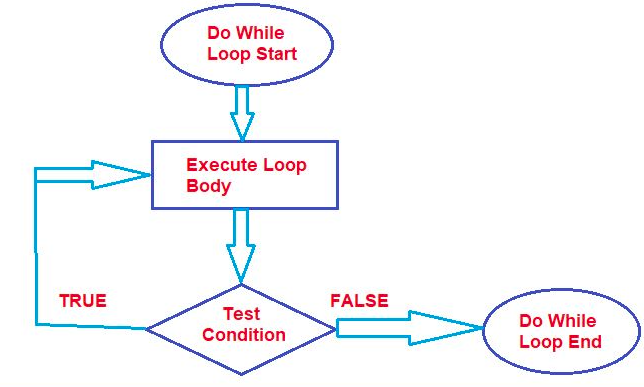 Do While
Loop Start
Execute Loop
Body
TRUE
Test
Condition
FALSE
Do While
Loop End